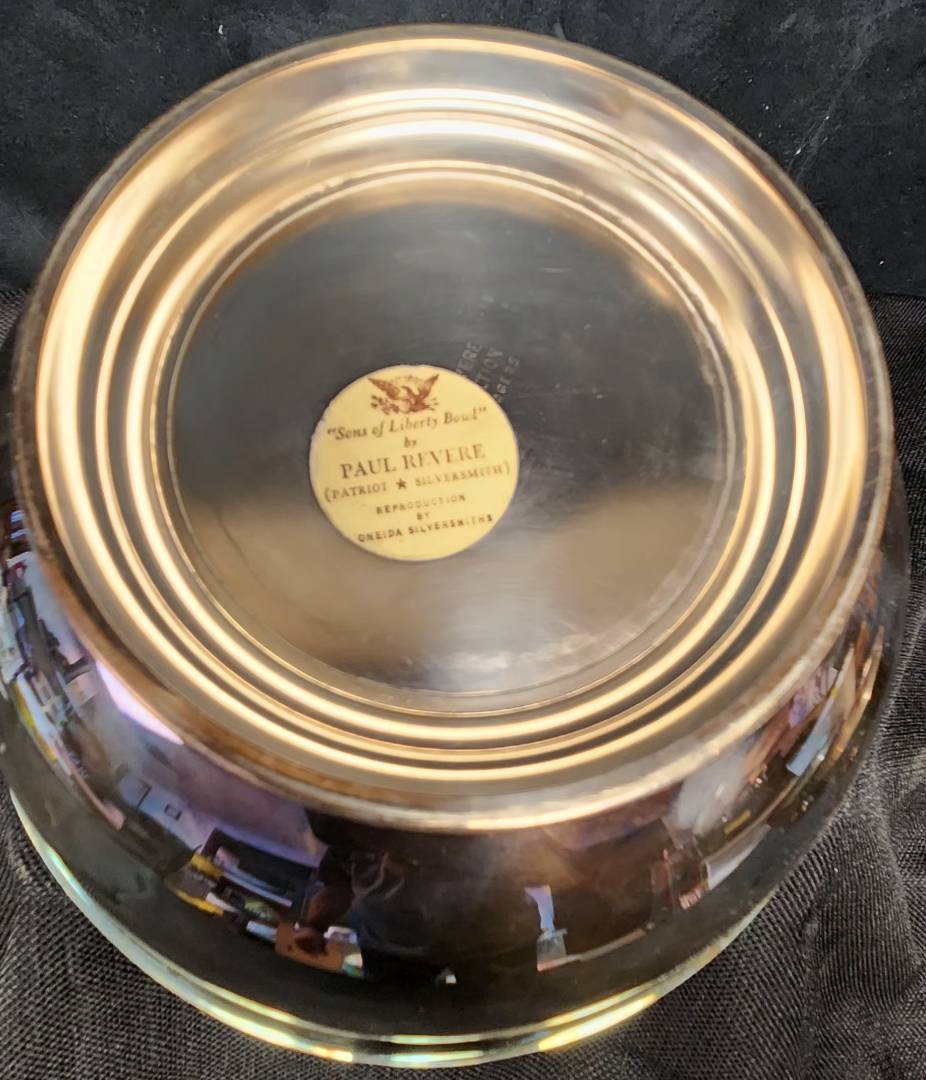 "Sons of Liberty Bowl"
by
PAUL REVERE
(PATRIOT ★ SILVERSMITH)
REPRODUCTION
BY
ONEIDA SILVERSMITHS